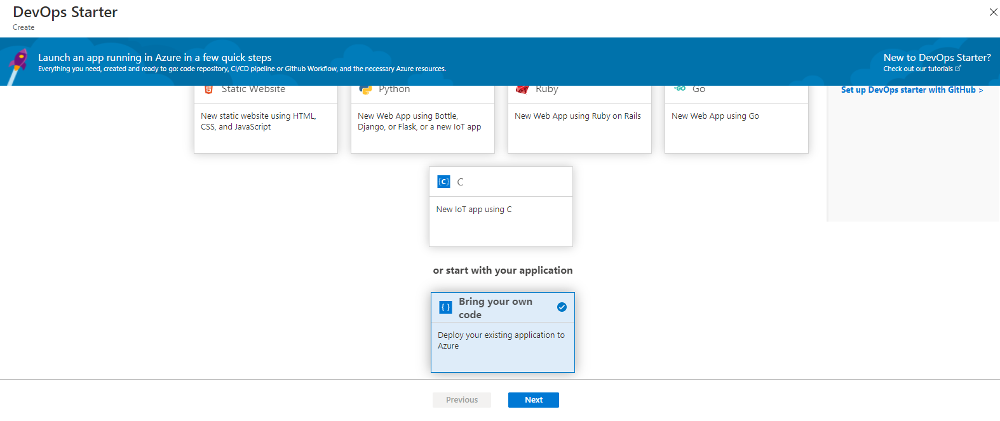 DevOps Starter
Create
Launch an app running in Azure in a few quick steps
Everything you need, created and ready to go: code repository, CI/CD pipeline or Github Workflow, and the necessary Azure resources.
New to DevOps Starter?
Check out our tutorials
Static Website
Python
Ruby
GO
Go
Set up DevOps starter with GitHub >
New static website using HTML,
CSS, and JavaScript
New Web App using Bottle,
Django, or Flask, or a new IoT app
New Web App using Ruby on Rails
New Web App using Go
[C]
C
New IoT app using C
or start with your application
{ }
Bring your own
code
Deploy your existing application to
Azure
Previous
Next